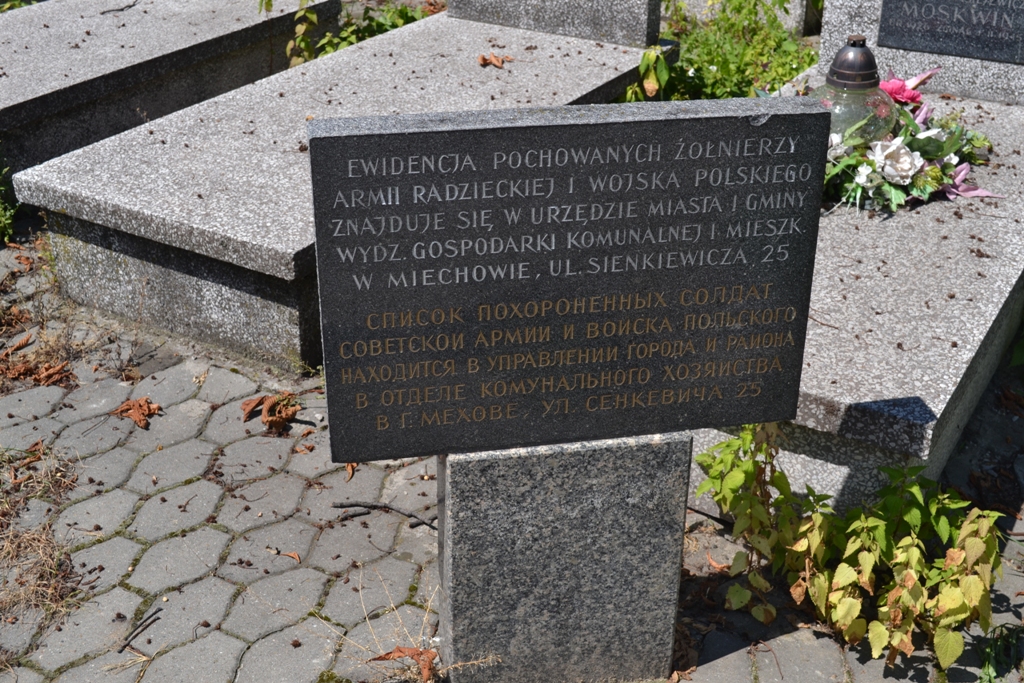 MOSKWIN
EWIDENCJA POCHOWANYCH ŻOŁNIERZY
ARMII RADZIECKIEJ I WOJSKA POLSKIEGO
ZNAJDUJE SIĘ W URZĘDZIE MIASTA I GMINY
WYDZ. GOSPODARKI KOMUNALNEJ I MIESZK.
W MIECHOWIE, UL. SIENKIEWICZA 25
СПИСОК ПОХОРОНЕННЫХ СОЛДАТ
СОВЕТСКОЙ АРМИИ И ВОЙСКА ПОЛЬСКОГО
НАХОДИТСЯ В УПРАВЛЕНИИ ГОРОДА И РАЙОНА
В ОТДЕЛЕ КОМУНАЛЬНОГО ХОЗЯЙСТВА
В Г. МЕХОВЕ, УЛ. СЕНКЕВИЧА 25